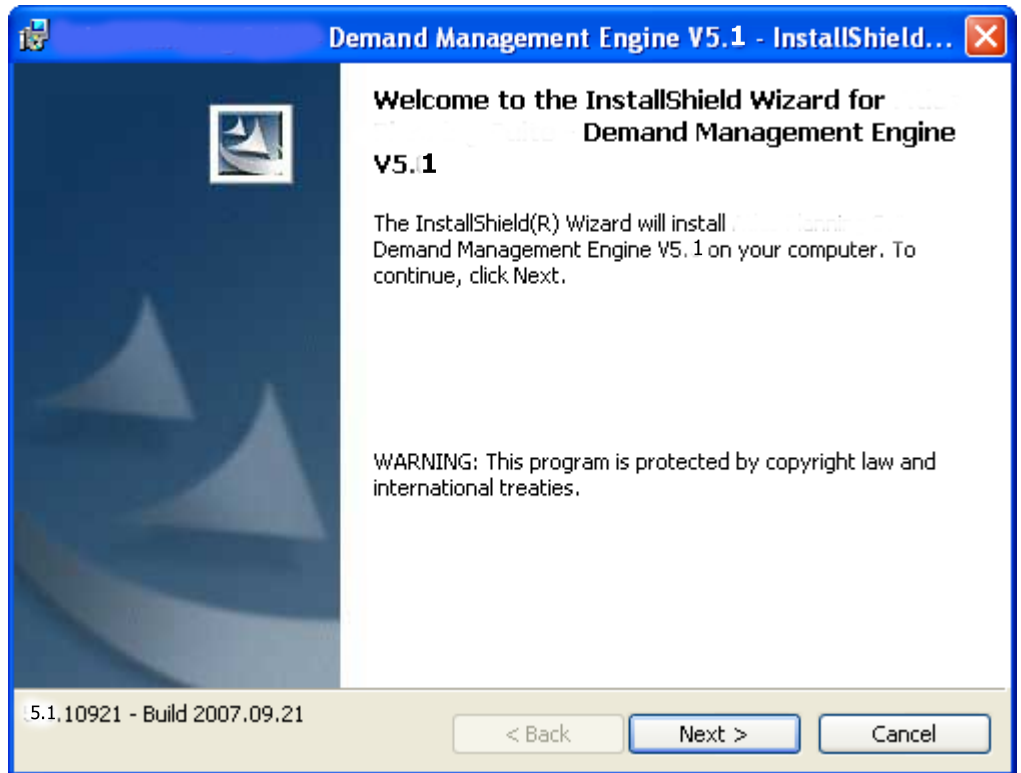 Demand Management Engine V5.1 - InstallShield...
Welcome to the InstallShield Wizard for
Demand Management Engine
V5.1
The InstallShield(R) Wizard will install
Demand Management Engine V5.1 on your computer. To
continue, click Next.
WARNING: This program is protected by copyright law and
international treaties.
5.1.10921 - Build 2007.09.21
< Back
Next >
Cancel